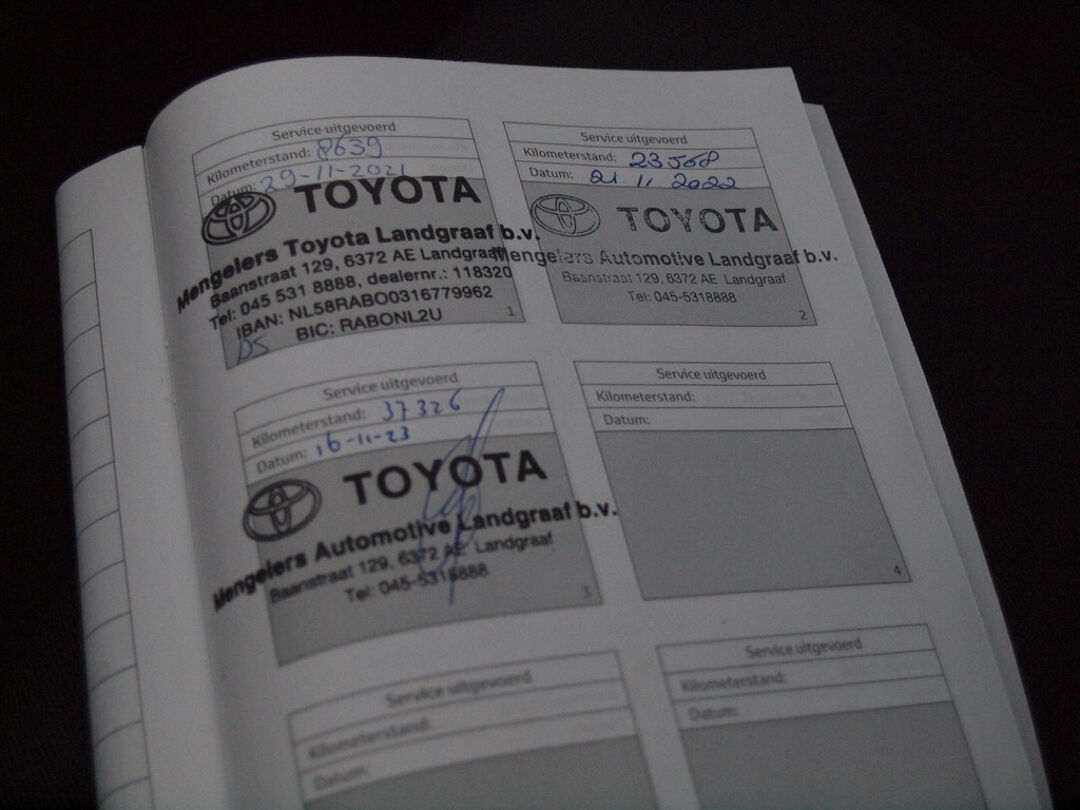 Service uitgevoerd
Kilometerstand: 8639
Datum: 29-11-2021
TOYOTA
Mengelers Toyota Landgraaf b.v.
Baanstraat 129, 6372 AE Landgraaf
Tel: 045 531 8888, dealernr.: 118320
IBAN: NL58RABO0316779962
BIC: RABONL2U
DS
1
Service uitgevoerd
Kilometerstand: 23568
Datum: 21 11 2022
TOYOTA
Mengelers Automotive Landgraaf b.v.
Baanstraat 129, 6372 AE Landgraaf
Tel: 045-5318888
2
Service uitgevoerd
Kilometerstand: 37326
Datum: 16-11-23
TOYOTA
Mengelers Automotive Landgraaf b.v.
Baanstraat 129, 6372 AE Landgraaf
Tel: 045-5318888
3
Service uitgevoerd
Kilometerstand:
Datum:
4
Service uitgevoerd
Kilometerstand:
Datum:
Service uitgevoerd
Kilometerstand:
Datum: